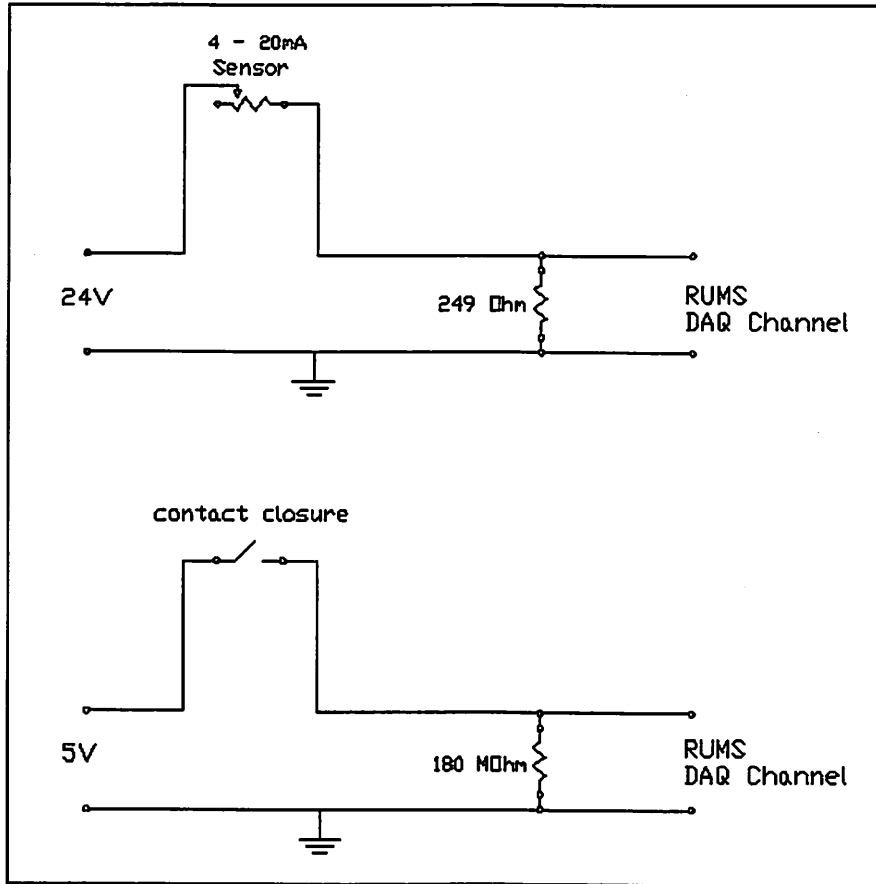 4 - 20mA
Sensor
24V
249 Ohm
RUMS
DAQ Channel
contact closure
5V
180 MOhm
RUMS
DAQ Channel